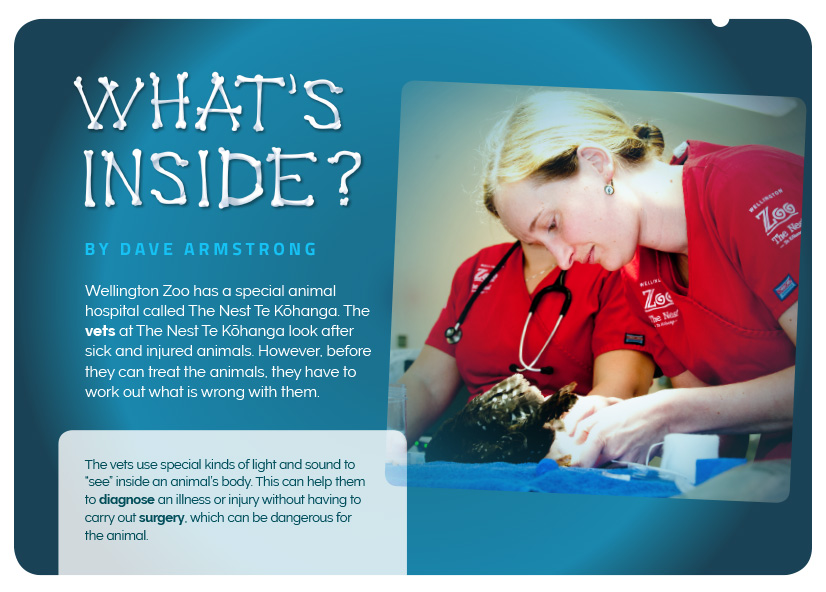 WHAT'S
INSIDE?
BY DAVE ARMSTRONG
Wellington Zoo has a special animal
hospital called The Nest Te Kōhanga. The
vets at The Nest Te Kōhanga look after
sick and injured animals. However, before
they can treat the animals, they have to
work out what is wrong with them.
The vets use special kinds of light and sound to
"see" inside an animal's body. This can help them
to diagnose an illness or injury without having to
carry out surgery, which can be dangerous for
the animal.
WELLINGTON
ZOO
The Nest
WELLINGTON
ZOO
The Nest